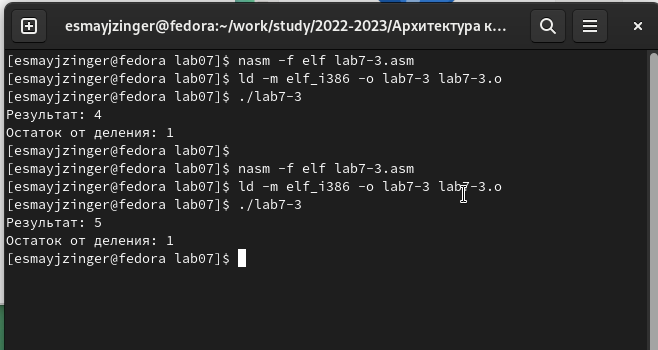 esmayjzinger@fedora:~/work/study/2022-2023/Архитектура к...
[esmayjzinger@fedora lab07]$ nasm -f elf lab7-3.asm
[esmayjzinger@fedora lab07]$ ld -m elf_i386 -o lab7-3 lab7-3.o
[esmayjzinger@fedora lab07]$ ./lab7-3
Результат: 4
Остаток от деления: 1
[esmayjzinger@fedora lab07]$
[esmayjzinger@fedora lab07]$ nasm -f elf lab7-3.asm
[esmayjzinger@fedora lab07]$ ld -m elf_i386 -o lab7-3 lab7-3.o
[esmayjzinger@fedora lab07]$ ./lab7-3
Результат: 5
Остаток от деления: 1
[esmayjzinger@fedora lab07]$